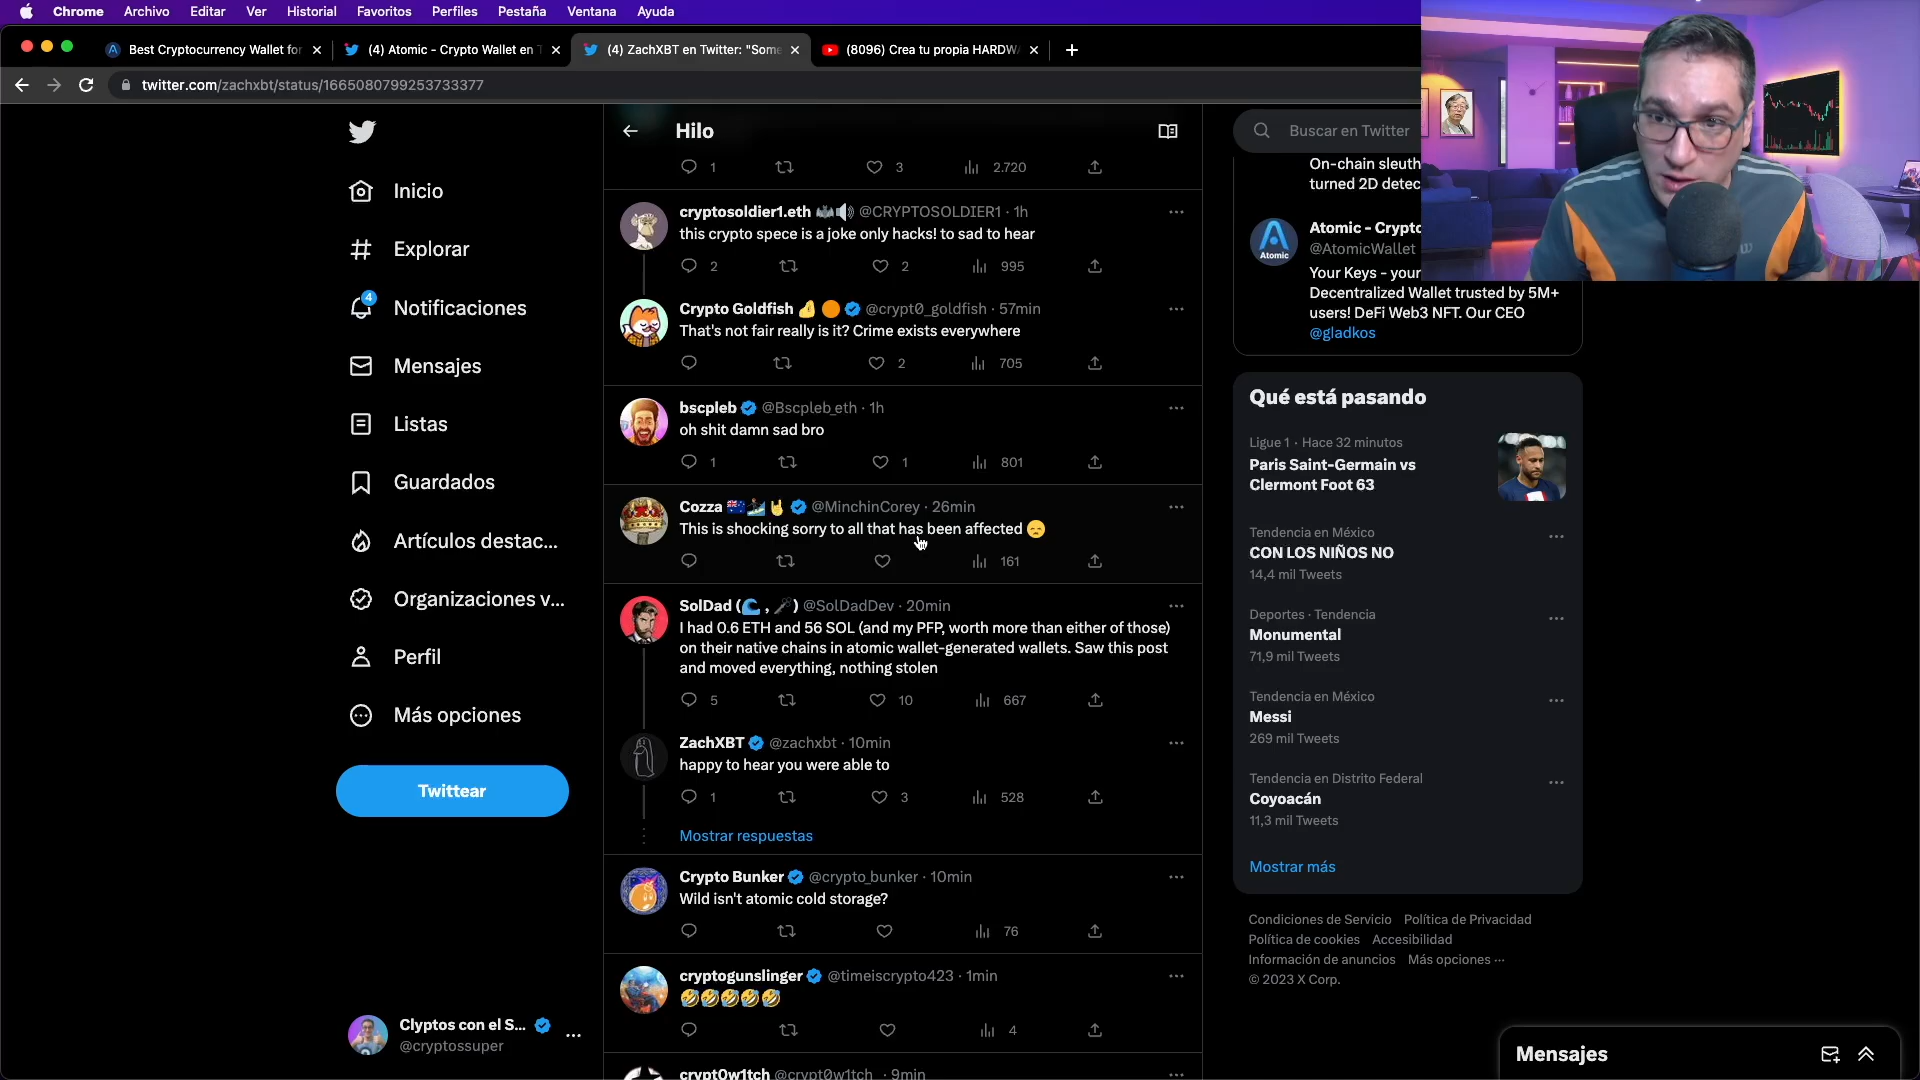 Chrome Archivo Editar Ver Historial Favoritos Perfiles Pestaña Ventana Ayuda
Best Cryptocurrency Wallet for
(4) Atomic - Crypto Wallet en T
(4) ZachXBT en Twitter: "Some
(8096) Crea tu propia HARDW
twitter.com/zachxbt/status/1665080799253733377
Inicio
Explorar
4
Notificaciones
Mensajes
Listas
Guardados
Artículos destac...
Organizaciones v...
Perfil
Más opciones
Twittear
Clyptos con el S...
@cryptossuper
Hilo
1 3 2.720
cryptosoldier1.eth @CRYPTOSOLDIER1 · 1h
this crypto spece is a joke only hacks! to sad to hear
2 2 995
Crypto Goldfish @crypt0_goldfish · 57min
That's not fair really is it? Crime exists everywhere
2 705
bscpleb @Bscpleb_eth · 1h
oh shit damn sad bro
1 1 801
Cozza @MinchinCorey · 26min
This is shocking sorry to all that has been affected 😞
161
SolDad (🌊, 🗝) @SolDadDev · 20min
I had 0.6 ETH and 56 SOL (and my PFP, worth more than either of those)
on their native chains in atomic wallet-generated wallets. Saw this post
and moved everything, nothing stolen
5 10 667
ZachXBT @zachxbt · 10min
happy to hear you were able to
1 3 528
Mostrar respuestas
Crypto Bunker @crypto_bunker · 10min
Wild isn't atomic cold storage?
76
cryptogunslinger @timeiscrypto423 · 1min
🤣🤣🤣🤣🤣
4
crypt0w1tch @crypt0w1tch_ · 9min
Buscar en Twitter
On-chain sleuth
turned 2D detec
Atomic - Crypto
@AtomicWallet
Atomic
Your Keys - your
Decentralized Wallet trusted by 5M+
users! DeFi Web3 NFT. Our CEO
@gladkos
Qué está pasando
Ligue 1 · Hace 32 minutos
Paris Saint-Germain vs
Clermont Foot 63
Tendencia en México
CON LOS NIÑOS NO
14,4 mil Tweets
Deportes · Tendencia
Monumental
71,9 mil Tweets
Tendencia en México
Messi
269 mil Tweets
Tendencia en Distrito Federal
Coyoacán
11,3 mil Tweets
Mostrar más
Condiciones de Servicio Política de Privacidad
Política de cookies Accesibilidad
Información de anuncios Más opciones ···
© 2023 X Corp.
Mensajes